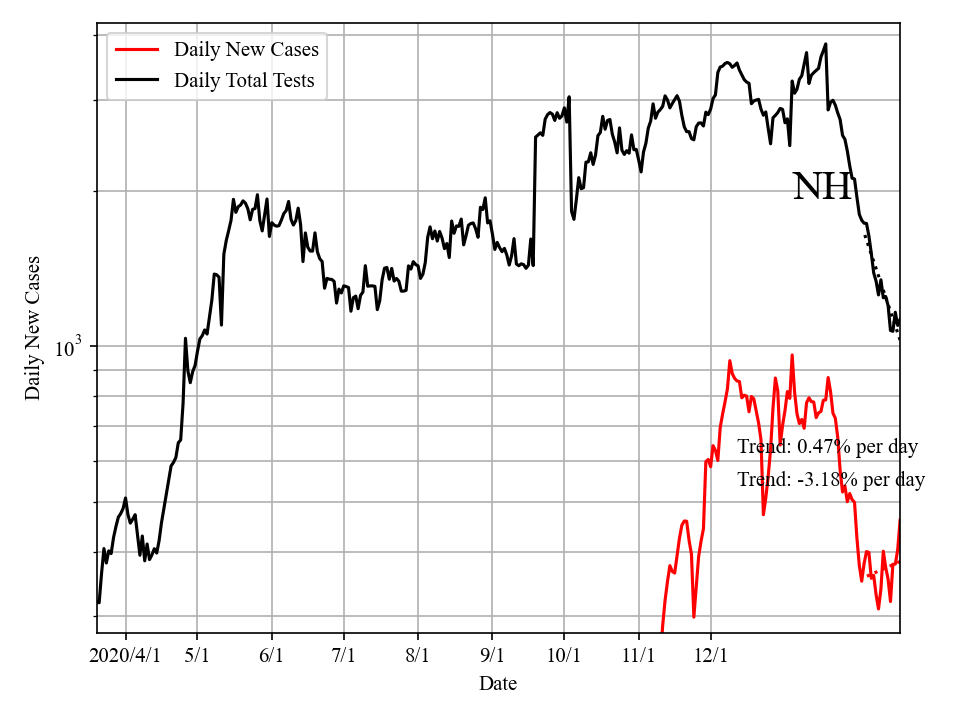 Daily New Cases
Daily Total Tests
NH
Daily New Cases
10^3
Trend: 0.47% per day
Trend: -3.18% per day
2020/4/1 5/1 6/1 7/1 8/1 9/1 10/1 11/1 12/1
Date